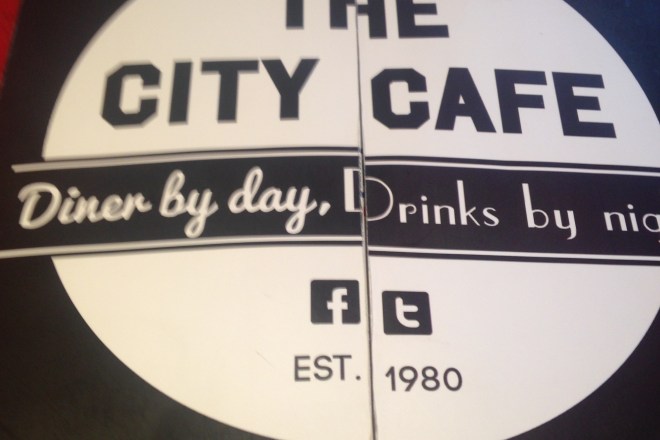 THE
CITY CAFE
Diner by day, Drinks by nig
f t
EST. 1980